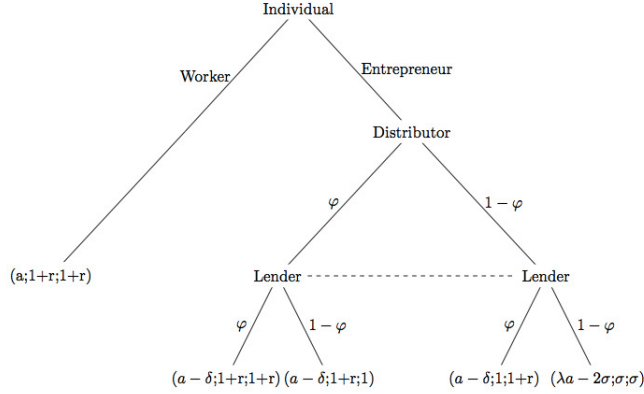 Individual
Worker
Entrepreneur
Distributor
φ
1 − φ
(a;1+r;1+r)
Lender
Lender
φ
1 − φ
φ
1 − φ
(a − δ;1+r;1+r)
(a − δ;1+r;1)
(a − δ;1;1+r)
(λa − 2σ;σ;σ)